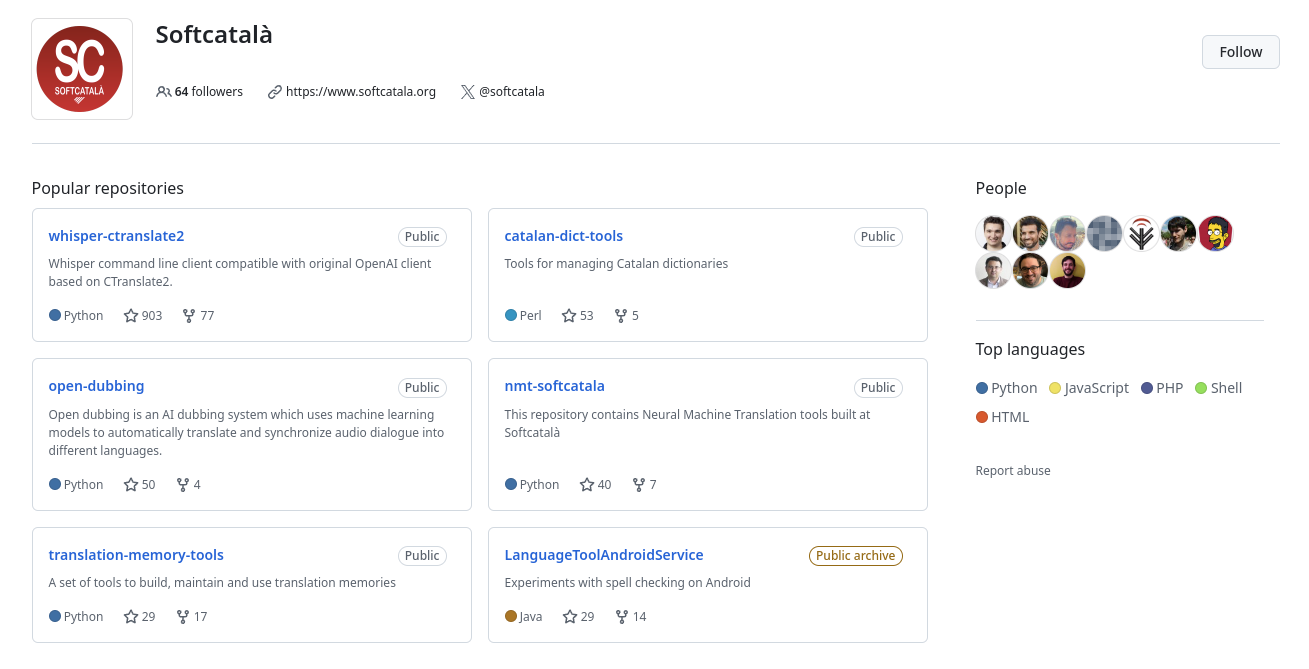 SC
SOFTCATALÀ
Softcatalà
64 followers
https://www.softcatala.org
@softcatala
Follow
Popular repositories
whisper-ctranslate2
Public
Whisper command line client compatible with original OpenAI client
based on CTranslate2.
Python 903 77
catalan-dict-tools
Public
Tools for managing Catalan dictionaries
Perl 53 5
open-dubbing
Public
Open dubbing is an AI dubbing system which uses machine learning
models to automatically translate and synchronize audio dialogue into
different languages.
Python 50 4
nmt-softcatala
Public
This repository contains Neural Machine Translation tools built at
Softcatalà
Python 40 7
translation-memory-tools
Public
A set of tools to build, maintain and use translation memories
Python 29 17
LanguageToolAndroidService
Public archive
Experiments with spell checking on Android
Java 29 14
People
Top languages
Python JavaScript PHP Shell
HTML
Report abuse